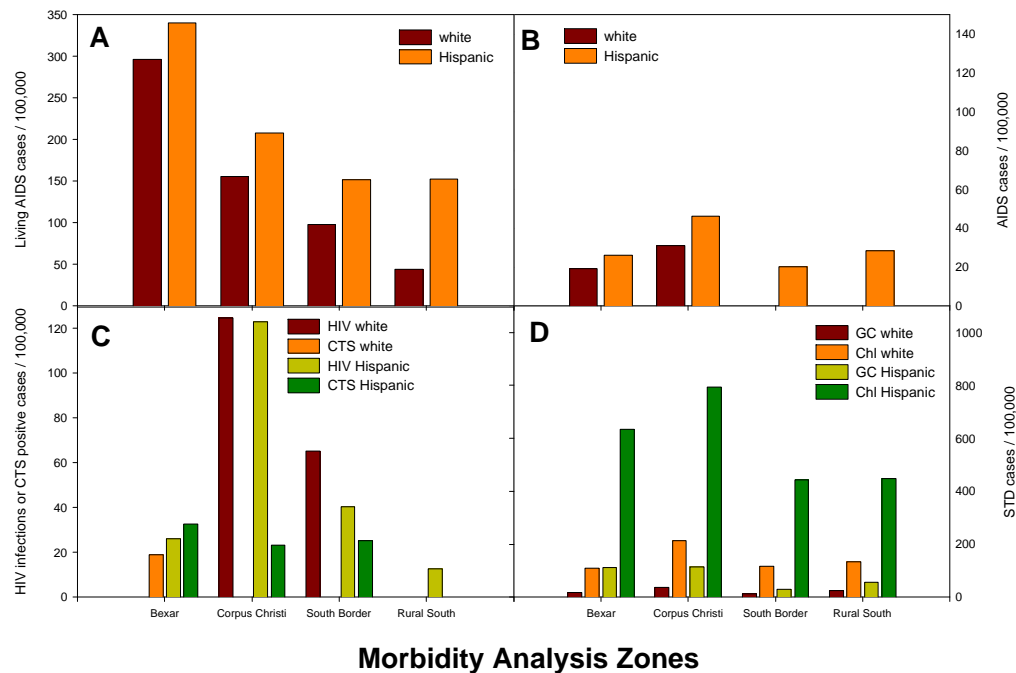 A
white
Hispanic
Living AIDS cases / 100,000
350
300
250
200
150
100
50
0
B
white
Hispanic
AIDS cases / 100,000
140
120
100
80
60
40
20
0
C
HIV white
CTS white
HIV Hispanic
CTS Hispanic
HIV infections or CTS positve cases / 100,000
120
100
80
60
40
20
0
Bexar
Corpus Christi
South Border
Rural South
D
GC white
Chl white
GC Hispanic
Chl Hispanic
STD cases / 100,000
1000
800
600
400
200
0
Bexar
Corpus Christi
South Border
Rural South
Morbidity Analysis Zones